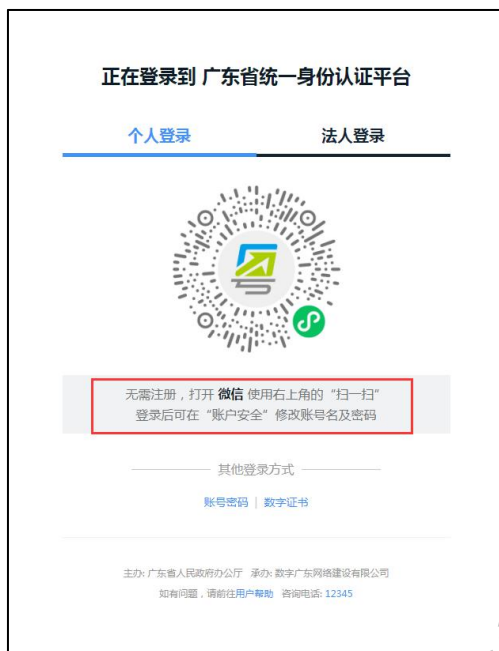 正在登录到 广东省统一身份认证平台
个人登录 法人登录
无需注册，打开 微信 使用右上角的“扫一扫”
登录后可在“账户安全”修改账号名及密码
其他登录方式
账号密码 | 数字证书
主办: 广东省人民政府办公厅 承办: 数字广东网络建设有限公司
如有问题，请前往用户帮助 咨询电话: 12345